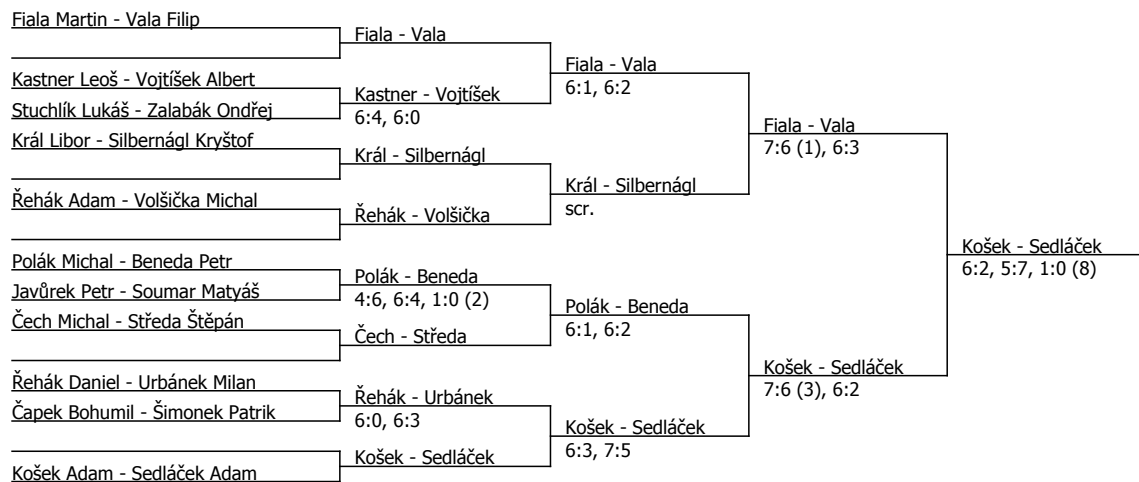 Fiala Martin - Vala Filip
Kastner Leoš - Vojtíšek Albert
Stuchlík Lukáš - Zalabák Ondřej
Král Libor - Silbernágl Kryštof
Řehák Adam - Volšička Michal
Polák Michal - Beneda Petr
Javůrek Petr - Soumar Matyáš
Čech Michal - Středa Štěpán
Řehák Daniel - Urbánek Milan
Čapek Bohumil - Šimonek Patrik
Košek Adam - Sedláček Adam
Fiala - Vala
Kastner - Vojtíšek
6:4, 6:0
Král - Silbernágl
Řehák - Volšička
Polák - Beneda
4:6, 6:4, 1:0 (2)
Čech - Středa
Řehák - Urbánek
6:0, 6:3
Košek - Sedláček
Fiala - Vala
6:1, 6:2
Král - Silbernágl
scr.
Polák - Beneda
6:1, 6:2
Košek - Sedláček
6:3, 7:5
Fiala - Vala
7:6 (1), 6:3
Košek - Sedláček
7:6 (3), 6:2
Košek - Sedláček
6:2, 5:7, 1:0 (8)